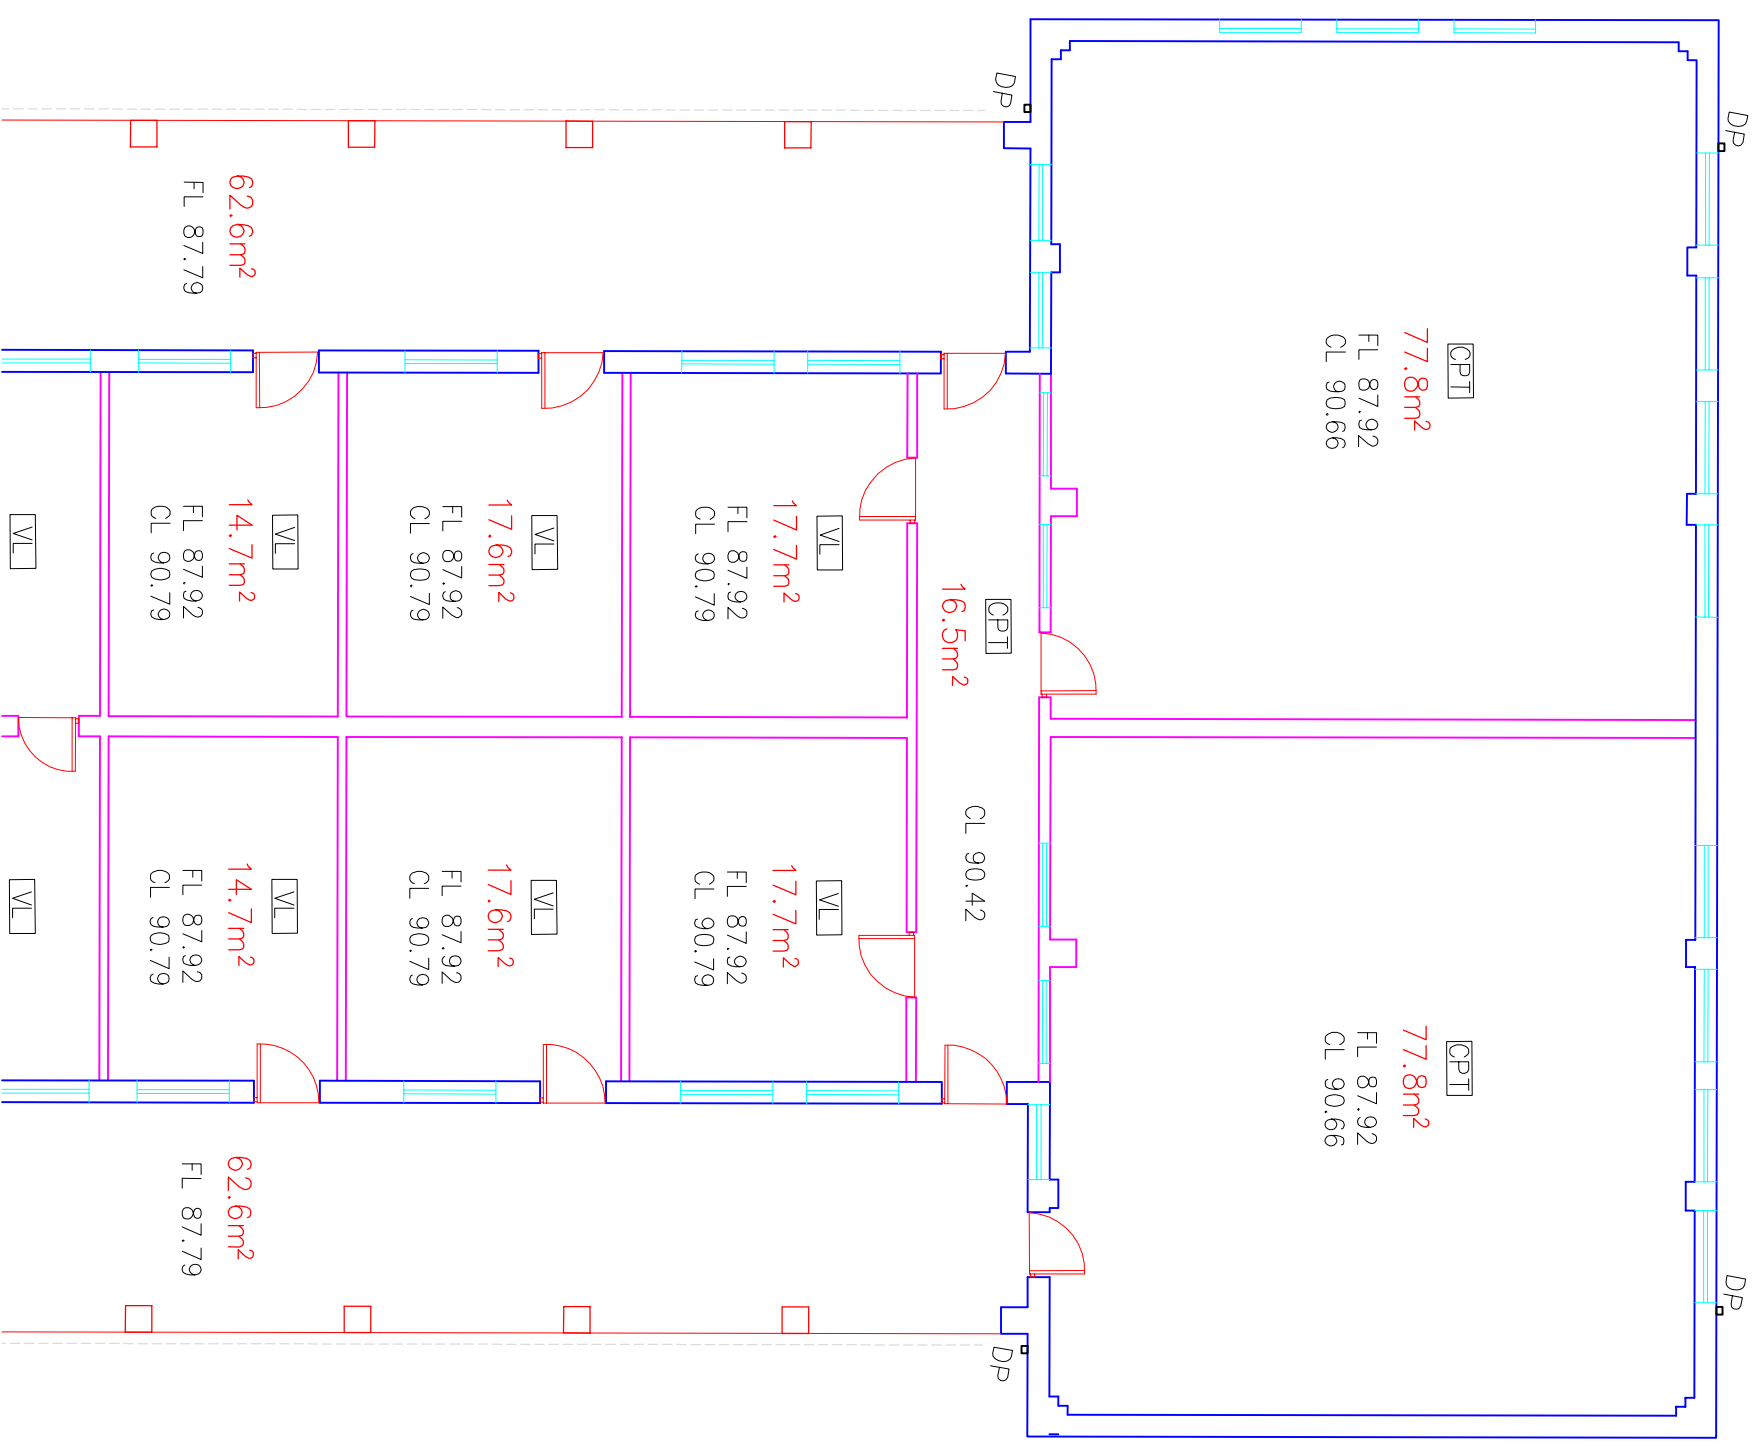 DP
DP
62.6m²
FL 87.79
CPT
77.8m²
FL 87.92
CL 90.66
VL
VL
14.7m²
FL 87.92
CL 90.79
VL
17.6m²
FL 87.92
CL 90.79
VL
17.7m²
FL 87.92
CL 90.79
CPT
16.5m²
CL 90.42
VL
VL
14.7m²
FL 87.92
CL 90.79
VL
17.6m²
FL 87.92
CL 90.79
VL
17.7m²
FL 87.92
CL 90.79
CPT
77.8m²
FL 87.92
CL 90.66
62.6m²
FL 87.79
DP
DP